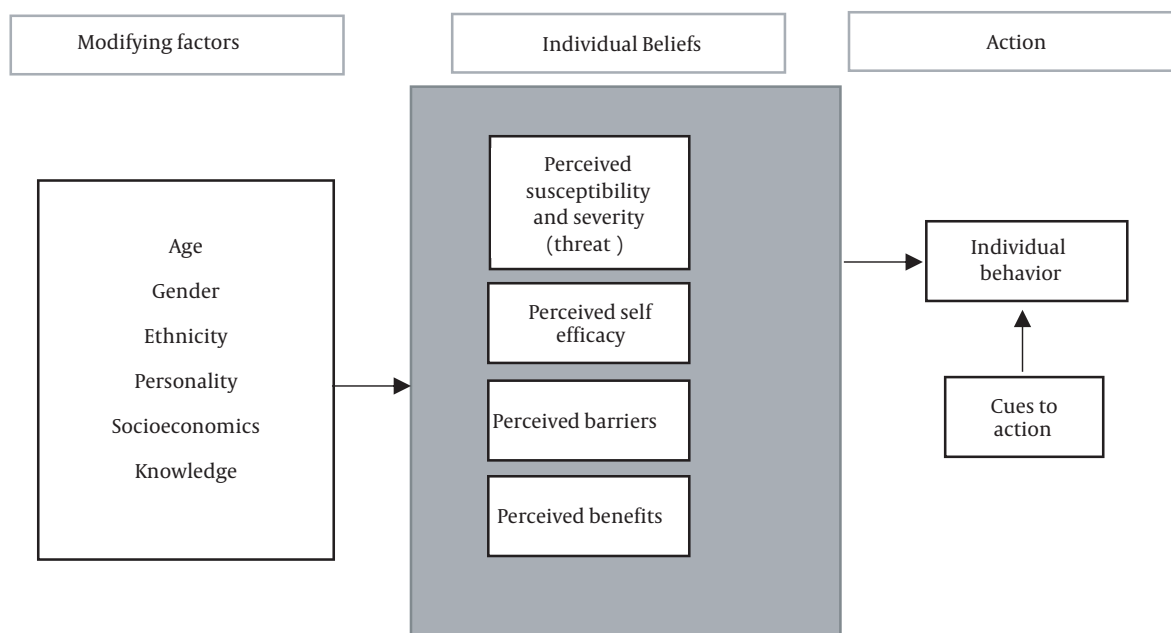 Modifying factors
Individual Beliefs
Action
Age
Gender
Ethnicity
Personality
Socioeconomics
Knowledge
Perceived
susceptibility
and severity
(threat )
Perceived self
efficacy
Perceived barriers
Perceived benefits
Individual
behavior
Cues to
action